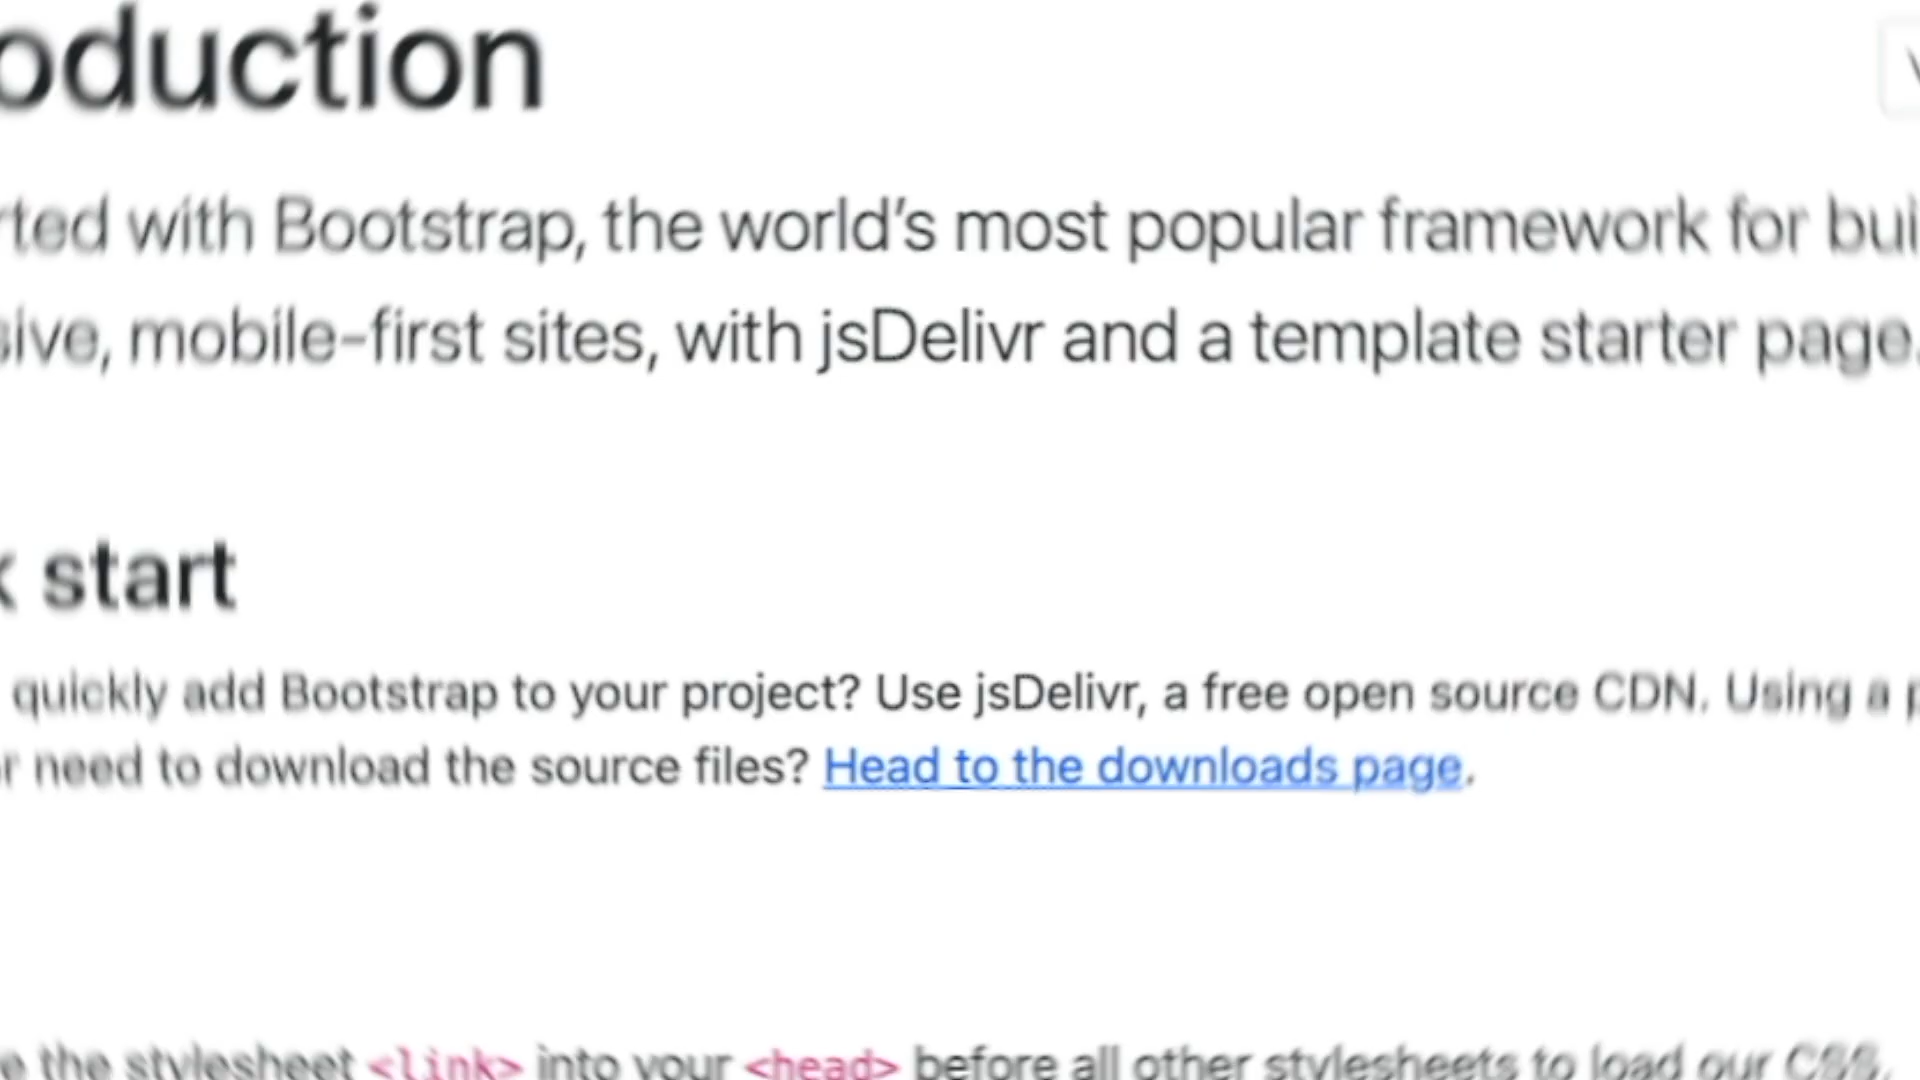 oduction
rted with Bootstrap, the world’s most popular framework for bui
sive, mobile-first sites, with jsDelivr and a template starter page.
k start
quickly add Bootstrap to your project? Use jsDelivr, a free open source CDN. Using a p
r need to download the source files? Head to the downloads page.
e the stylesheet <link> into your <head> before all other stylesheets to load our CSS.